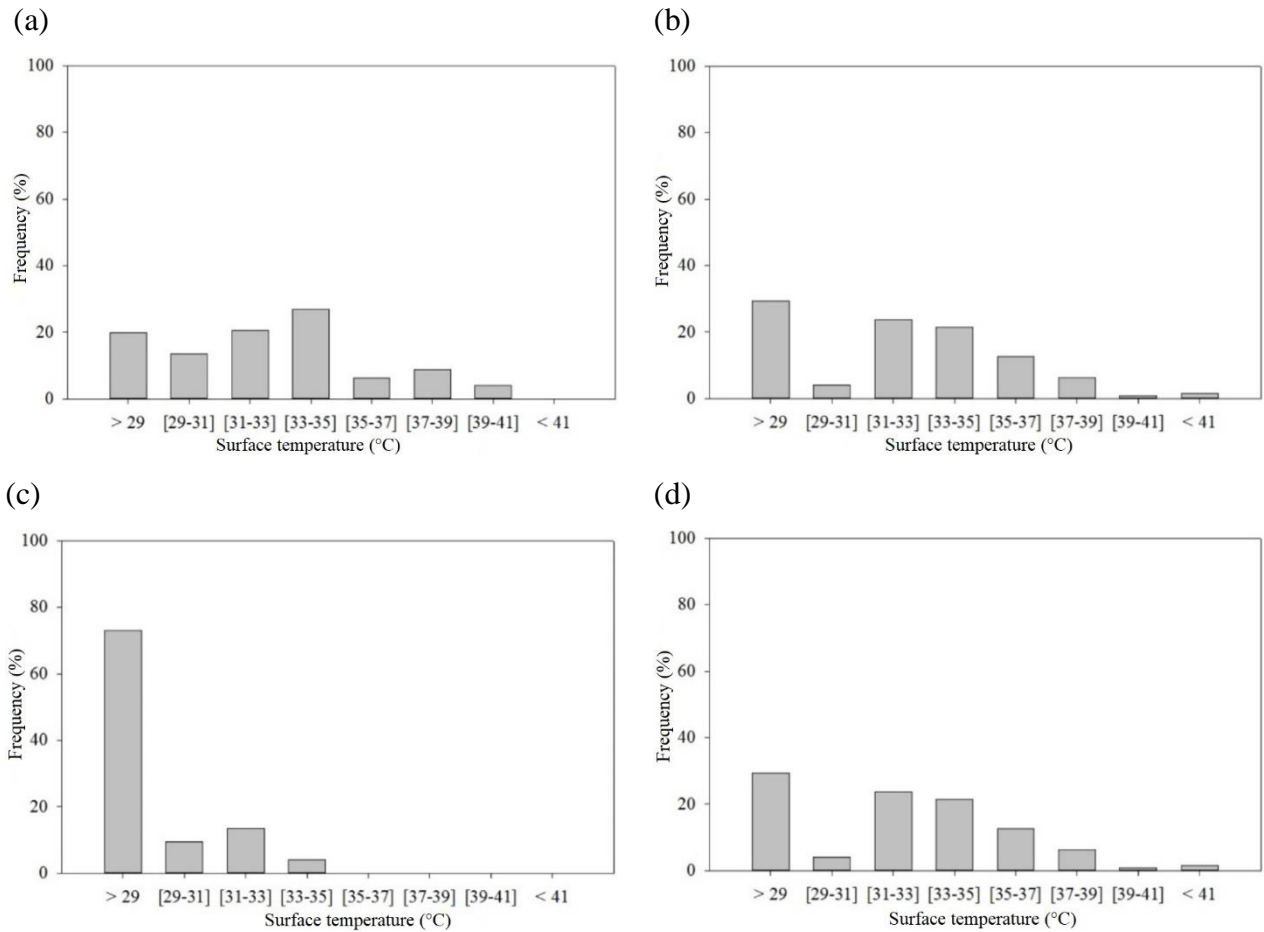 (a)
Frequency (%)
100
80
60
40
20
0
> 29 [29-31] [31-33] [33-35] [35-37] [37-39] [39-41] < 41
Surface temperature (°C)
(b)
Frequency (%)
100
80
60
40
20
0
> 29 [29-31] [31-33] [33-35] [35-37] [37-39] [39-41] < 41
Surface temperature (°C)
(c)
Frequency (%)
100
80
60
40
20
0
> 29 [29-31] [31-33] [33-35] [35-37] [37-39] [39-41] < 41
Surface temperature (°C)
(d)
Frequency (%)
100
80
60
40
20
0
> 29 [29-31] [31-33] [33-35] [35-37] [37-39] [39-41] < 41
Surface temperature (°C)